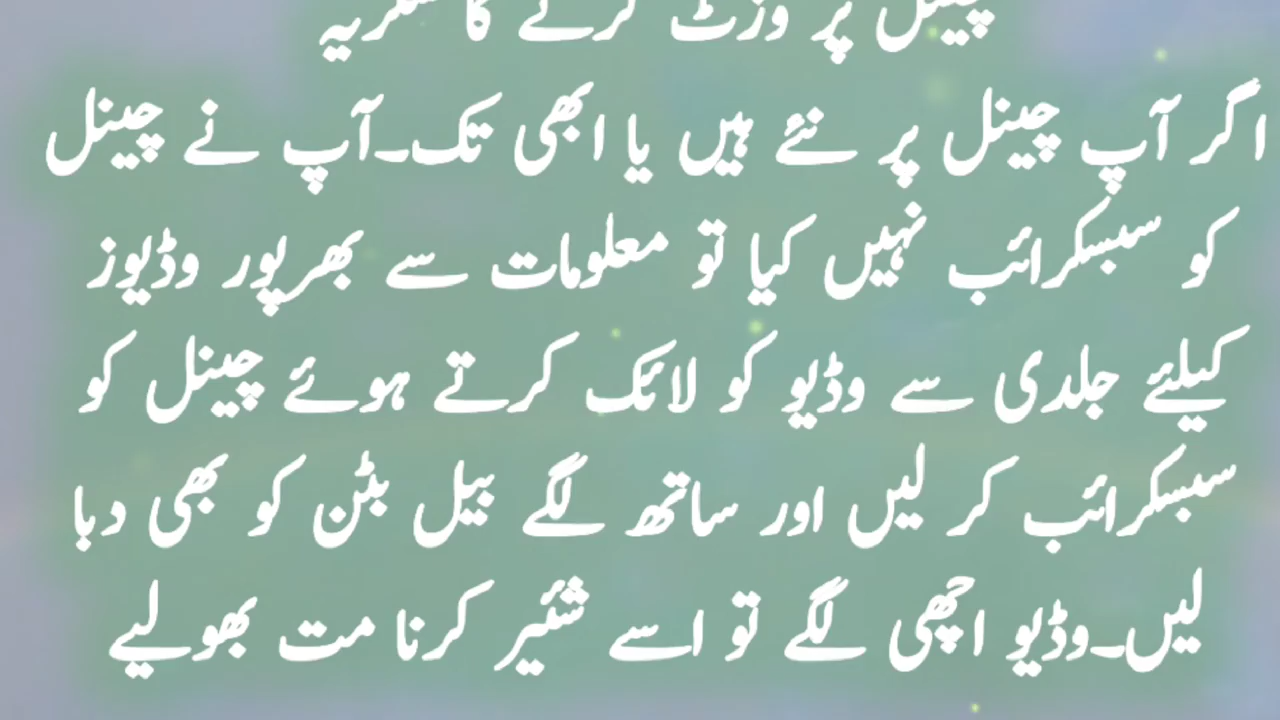 چینل پر وزٹ کرنے کا شکریہ
اگر آپ چینل پر نئے ہیں یا ابھی تک۔آپ نے چینل
کو سبسکرائب نہیں کیا تو معلومات سے بھرپور وڈیوز
کیلئے جلدی سے وڈیو کو لائک کرتے ہوئے چینل کو
سبسکرائب کر لیں اور ساتھ لگے بیل بٹن کو بھی دبا
لیں۔وڈیو اچھی لگے تو اسے شئیر کرنا مت بھولیے